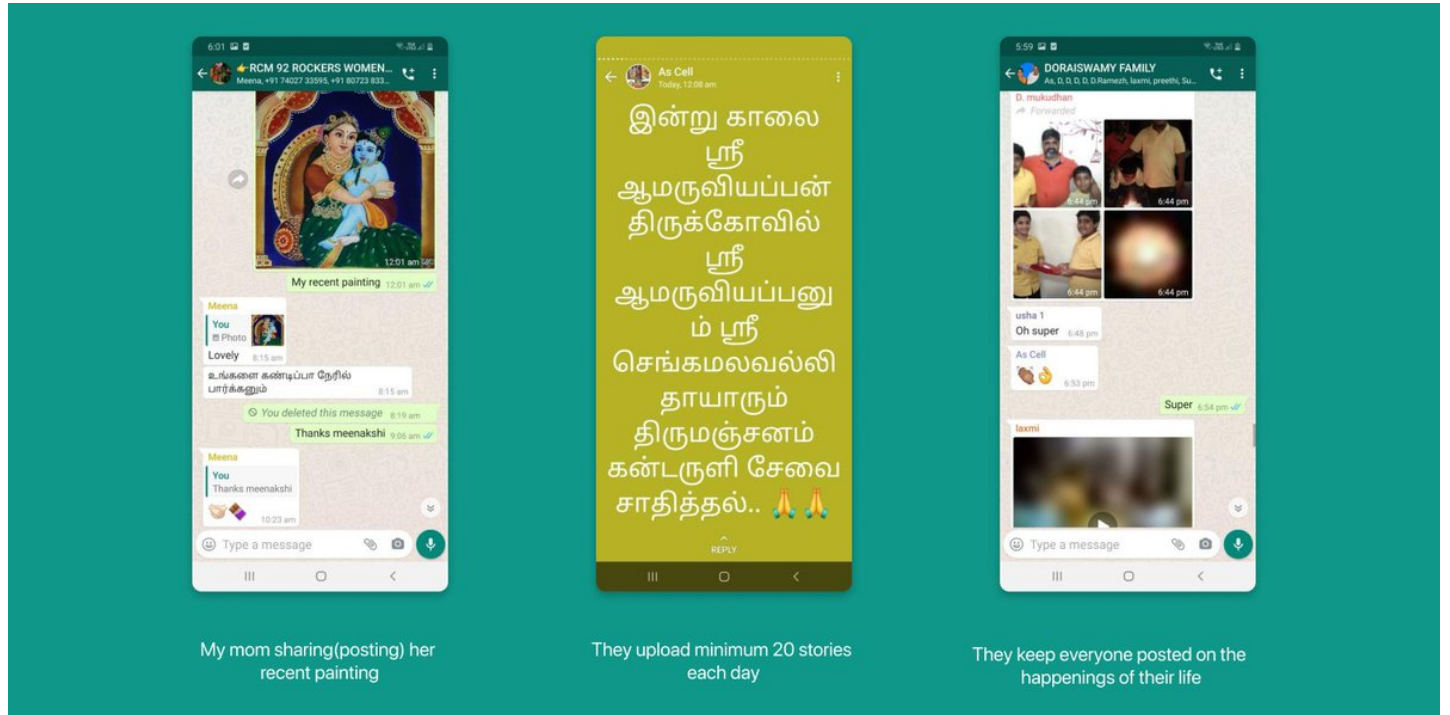 6:01
RCM 92 ROCKERS WOMEN...
Meena, +91 74027 33595, +91 80723 833...
12:01 am
My recent painting 12:01 am
Meena
You
Photo
Lovely 8:15 am
உங்களை கண்டிப்பா நேரில்
பார்க்கனும் 8:15 am
You deleted this message 8:19 am
Thanks meenakshi 9:06 am
Meena
You
Thanks meenakshi
10:23 am
Type a message
My mom sharing(posting) her
recent painting
As Cell
Today, 12:08 am
இன்று காலை
ஸ்ரீ
ஆமருவியப்பன்
திருக்கோவில்
ஸ்ரீ
ஆமருவியப்பனு
ம் ஸ்ரீ
செங்கமலவல்லி
தாயாரும்
திருமஞ்சனம்
கன்டருளி சேவை
சாதித்தல்.. 🙏 🙏
REPLY
They upload minimum 20 stories
each day
5:59
DORAISWAMY FAMILY
As, D, D, D, D, D.Ramezh, laxmi, preethi, Su...
D. mukudhan
Forwarded
6:44 pm
6:44 pm
6:44 pm
6:44 pm
usha 1
Oh super 6:48 pm
As Cell
6:53 pm
Super 6:54 pm
laxmi
Type a message
They keep everyone posted on the
happenings of their life